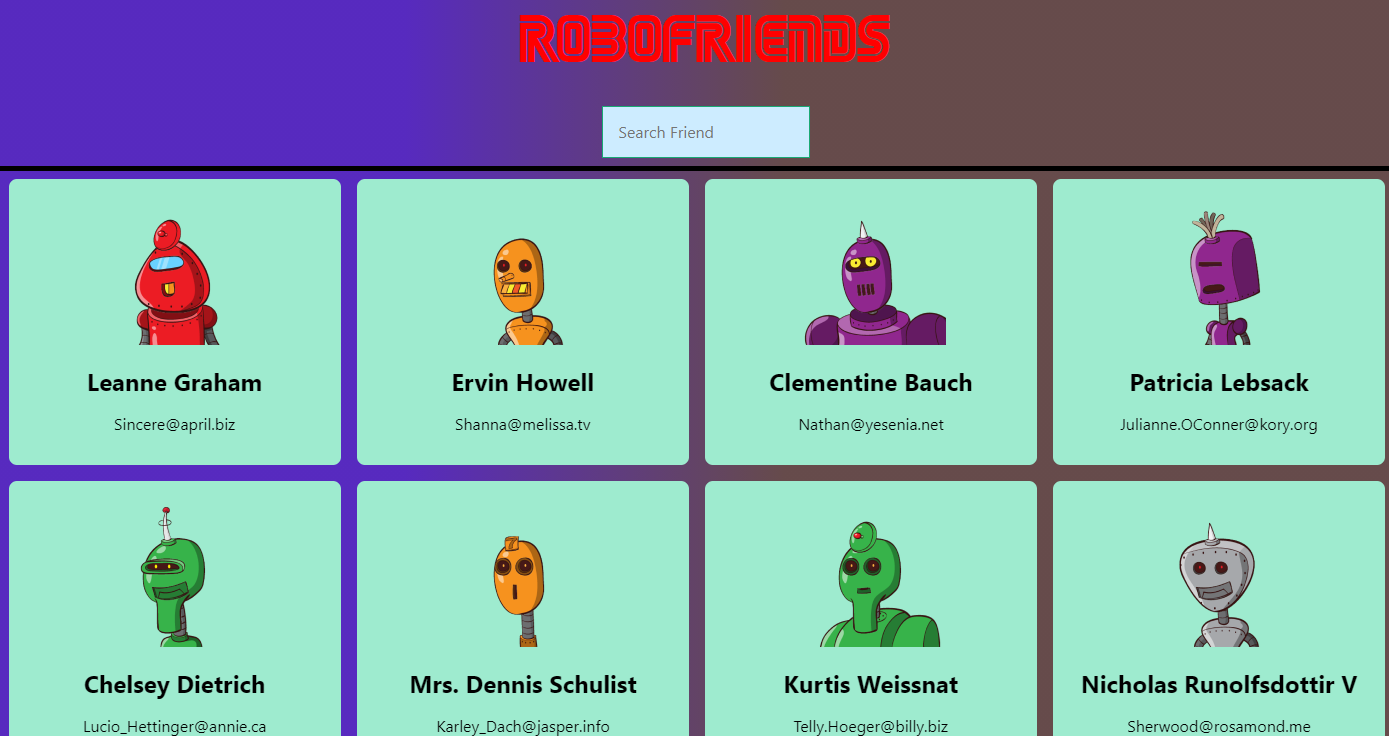 ROBOFRIENDS
Search Friend
Leanne Graham
Sincere@april.biz
Ervin Howell
Shanna@melissa.tv
Clementine Bauch
Nathan@yesenia.net
Patricia Lebsack
Julianne.OConner@kory.org
Chelsey Dietrich
Lucio_Hettinger@annie.ca
Mrs. Dennis Schulist
Karley_Dach@jasper.info
Kurtis Weissnat
Telly.Hoeger@billy.biz
Nicholas Runolfsdottir V
Sherwood@rosamond.me